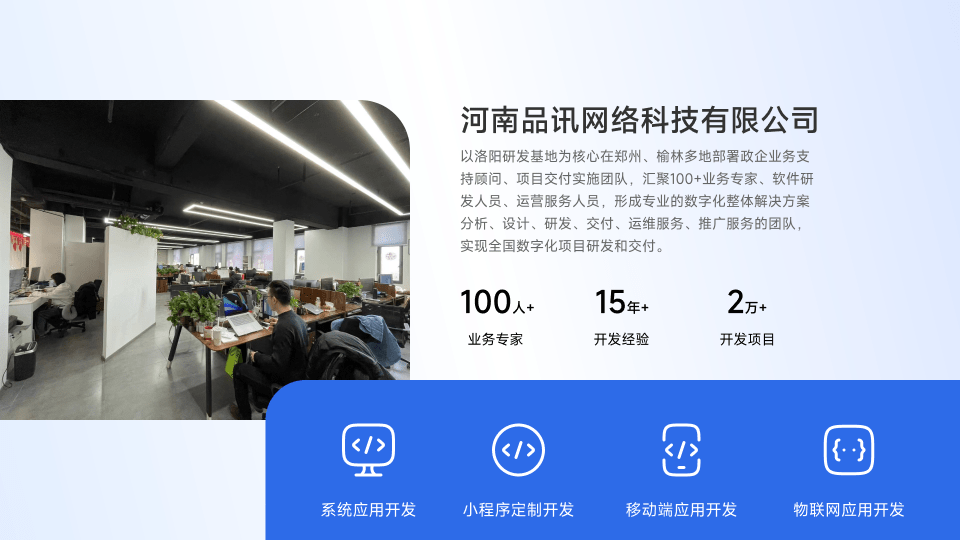 河南品讯网络科技有限公司
以洛阳研发基地为核心在郑州、榆林多地部署政企业务支
持顾问、项目交付实施团队，汇聚100+业务专家、软件研
发人员、运营服务人员，形成专业的数字化整体解决方案
分析、设计、研发、交付、运维服务、推广服务的团队，
实现全国数字化项目研发和交付。
100人+ 15年+ 2万+
业务专家 开发经验 开发项目
系统应用开发 小程序定制开发 移动端应用开发 物联网应用开发